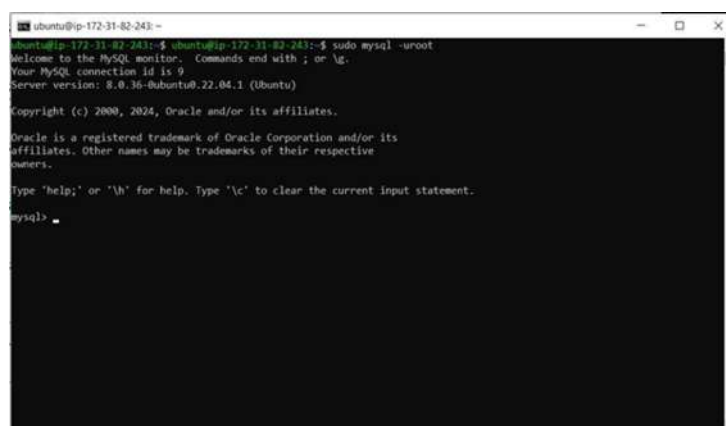 ubuntu@ip-172-31-82-243: ~
ubuntu@ip-172-31-82-243:~$ ubuntu@ip-172-31-82-243:~$ sudo mysql -uroot
Welcome to the MySQL monitor.  Commands end with ; or \g.
Your MySQL connection id is 9
Server version: 8.0.36-0ubuntu0.22.04.1 (Ubuntu)
Copyright (c) 2000, 2024, Oracle and/or its affiliates.
Oracle is a registered trademark of Oracle Corporation and/or its
affiliates. Other names may be trademarks of their respective
owners.
Type 'help;' or '\h' for help. Type '\c' to clear the current input statement.
mysql>